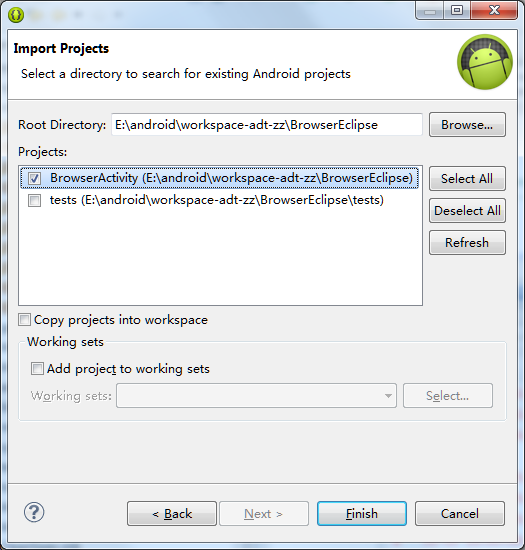 Import Projects
Select a directory to search for existing Android projects
Root Directory: E:\android\workspace-adt-zz\BrowserEclipse Browse...
Projects:
BrowserActivity (E:\android\workspace-adt-zz\BrowserEclipse) Select All
tests (E:\android\workspace-adt-zz\BrowserEclipse\tests)
Deselect All
Refresh
Copy projects into workspace
Working sets
Add project to working sets
Working sets: Select...
? < Back Next > Finish Cancel